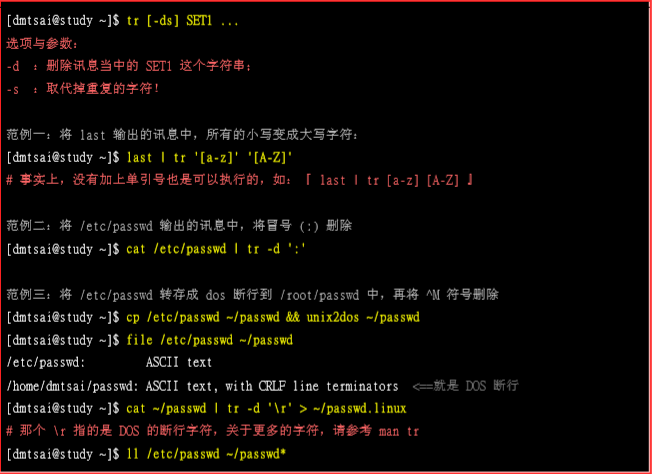 [dmtsai@study ~]$ tr [-ds] SET1 ...
选项与参数：
-d  ：删除讯息当中的 SET1 这个字符串；
-s  ：取代掉重复的字符！
范例一：将 last 输出的讯息中，所有的小写变成大写字符：
[dmtsai@study ~]$ last | tr '[a-z]' '[A-Z]'
# 事实上，没有加上单引号也是可以执行的，如：『 last | tr [a-z] [A-Z] 』
范例二：将 /etc/passwd 输出的讯息中，将冒号 (:) 删除
[dmtsai@study ~]$ cat /etc/passwd | tr -d ':'
范例三：将 /etc/passwd 转存成 dos 断行到 /root/passwd 中，再将 ^M 符号删除
[dmtsai@study ~]$ cp /etc/passwd ~/passwd && unix2dos ~/passwd
[dmtsai@study ~]$ file /etc/passwd ~/passwd
/etc/passwd:         ASCII text
/home/dmtsai/passwd: ASCII text, with CRLF line terminators  <==就是 DOS 断行
[dmtsai@study ~]$ cat ~/passwd | tr -d '\r' > ~/passwd.linux
# 那个 \r 指的是 DOS 的断行字符，关于更多的字符，请参考 man tr
[dmtsai@study ~]$ ll /etc/passwd ~/passwd*